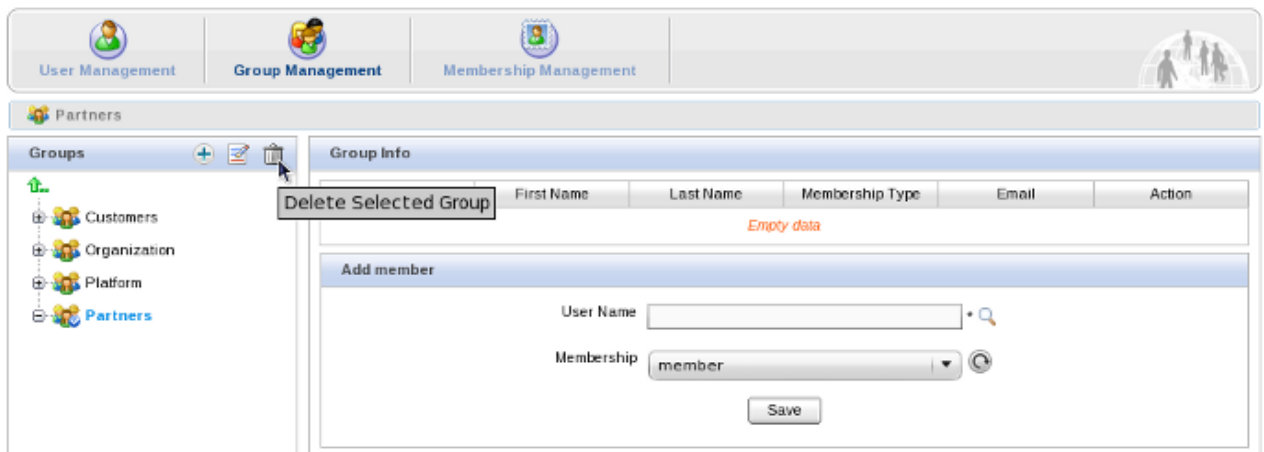 User Management Group Management Membership Management
Partners
Groups
Customers
Organization
Platform
Partners
Delete Selected Group
Group Info
First Name Last Name Membership Type Email Action
Empty data
Add member
User Name *
Membership member
Save